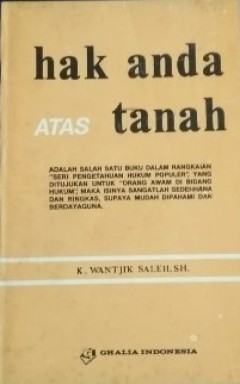 hak anda
ATAS tanah
ADALAH SALAH SATU BUKU DALAM RANGKAIAN
"SERI PENGETAHUAN HUKUM POPULER", YANG
DITUJUKAN UNTUK "ORANG AWAM DI BIDANG
HUKUM", MAKA ISINYA SANGATLAH SEDERHANA
DAN RINGKAS, SUPAYA MUDAH DIPAHAMI DAN
BERDAYAGUNA.
K. WANTJIK SALEH, SH.
GHALIA INDONESIA